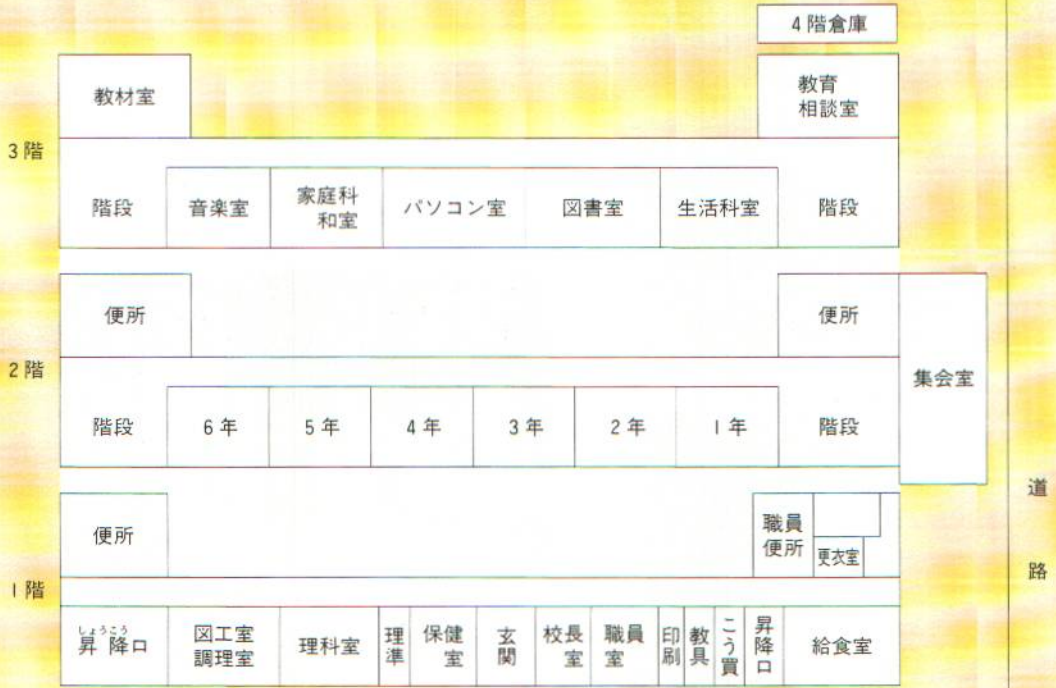 4階倉庫
教材室
教育
相談室
3階
階段
音楽室
家庭科
和室
パソコン室
図書室
生活科室
階段
便所
便所
2階
集会室
階段
6年
5年
4年
3年
2年
1年
階段
便所
職員
便所
更衣室
1階
しょうこう
昇降口
図工室
調理室
理科室
理準
保健
室
玄関
校長
室
職員
室
印刷
教具
こう買
昇降口
給食室
道路